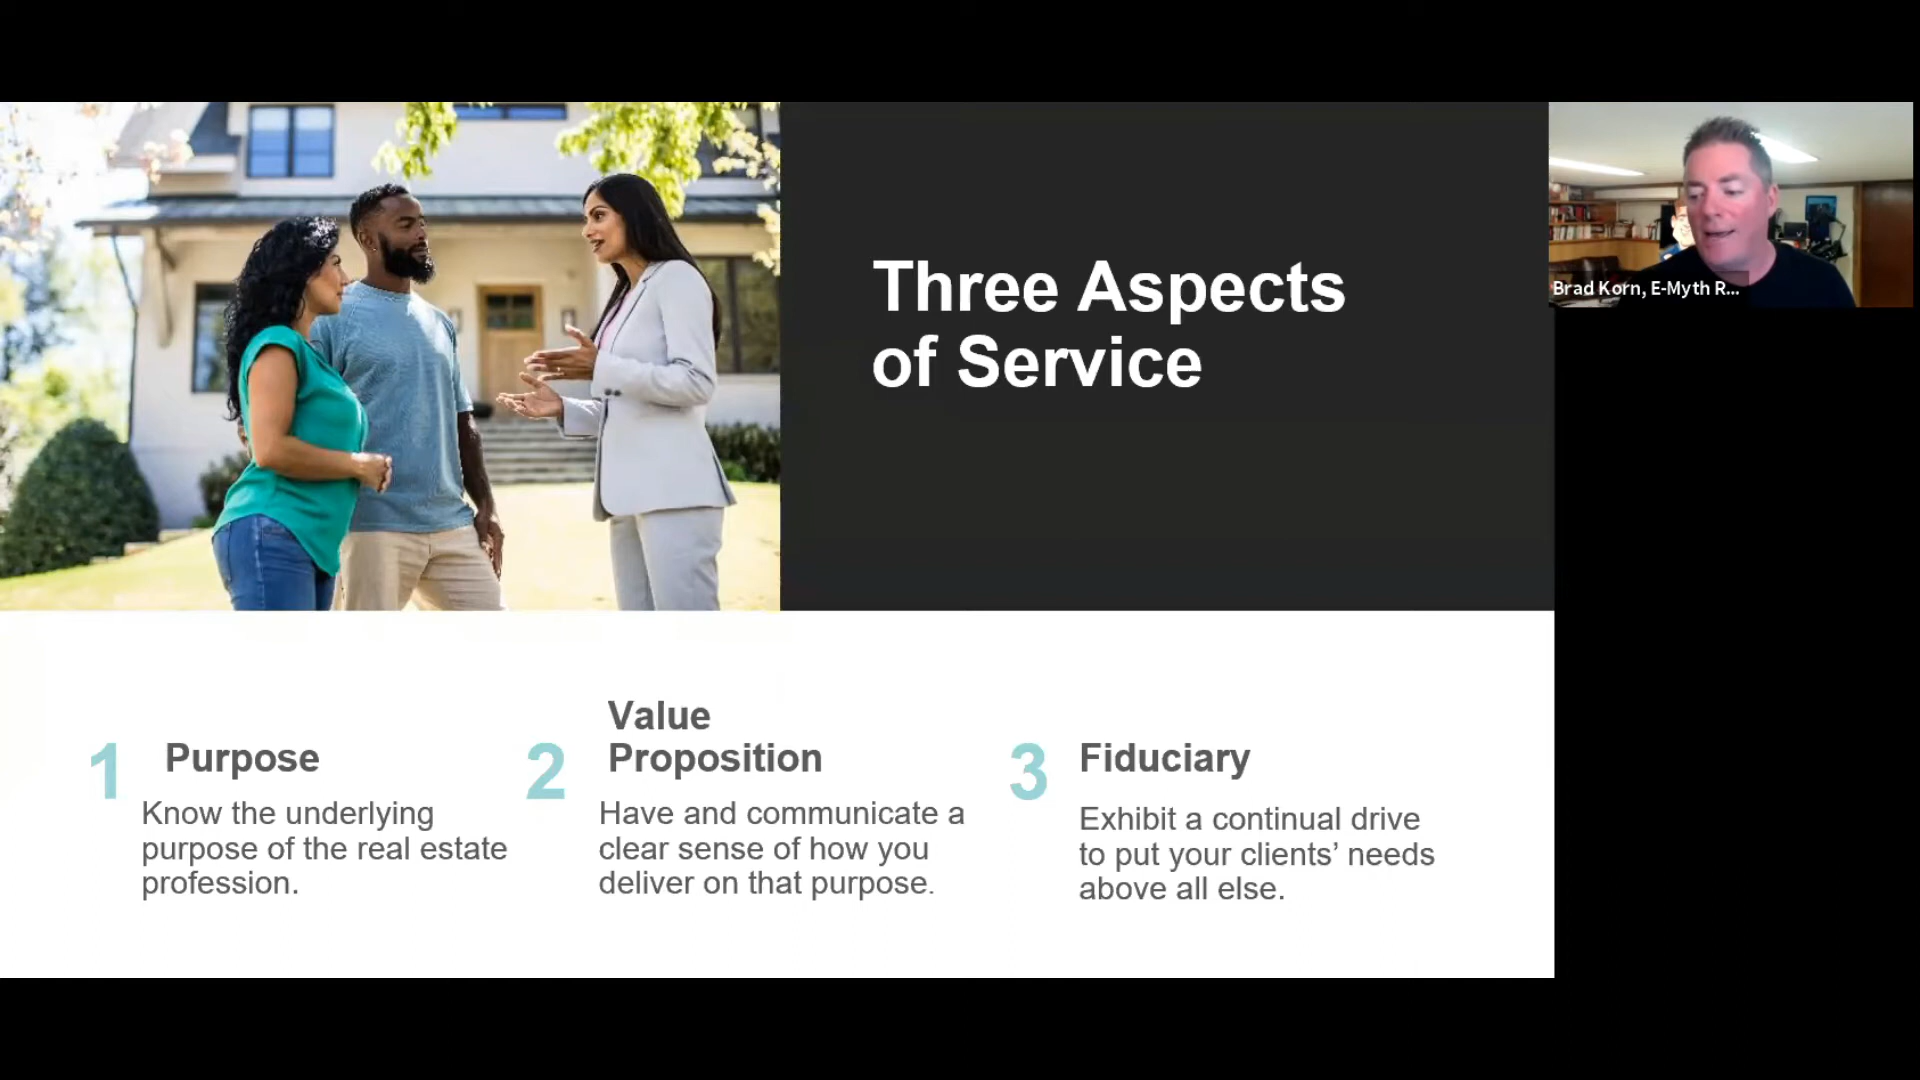 Three Aspects
of Service
Brad Korn, E-Myth R...
1 Purpose
Know the underlying
purpose of the real estate
profession.
2 Value
Proposition
Have and communicate a
clear sense of how you
deliver on that purpose.
3 Fiduciary
Exhibit a continual drive
to put your clients’ needs
above all else.